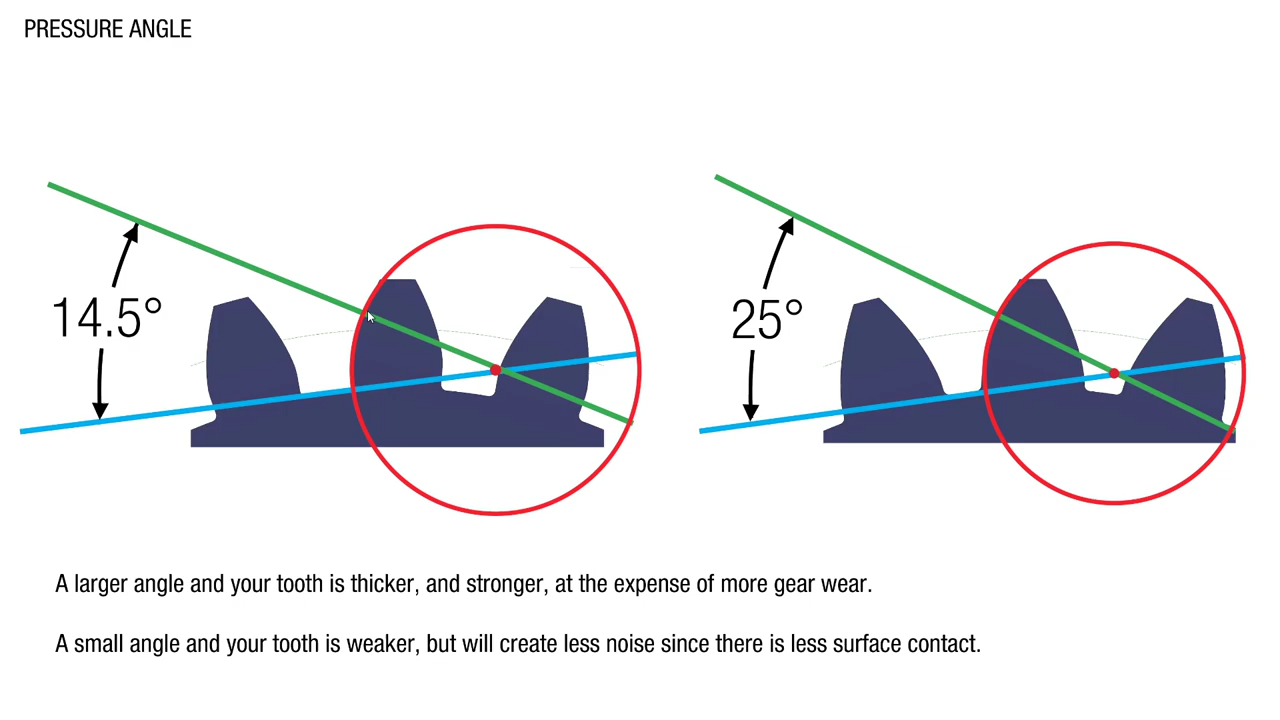 PRESSURE ANGLE
14.5°
25°
A larger angle and your tooth is thicker, and stronger, at the expense of more gear wear.
A small angle and your tooth is weaker, but will create less noise since there is less surface contact.